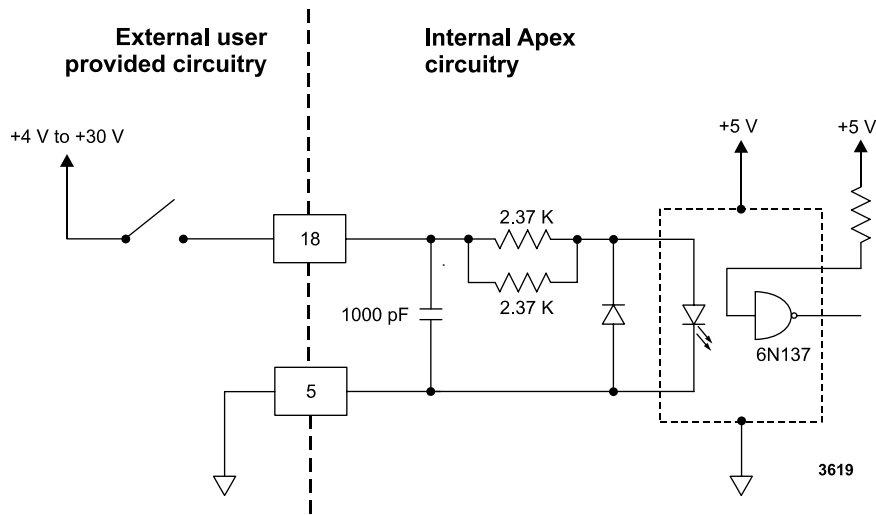 External user
provided circuitry
Internal Apex
circuitry
+4 V to +30 V
+5 V
+5 V
18
2.37 K
2.37 K
1000 pF
6N137
5
3619